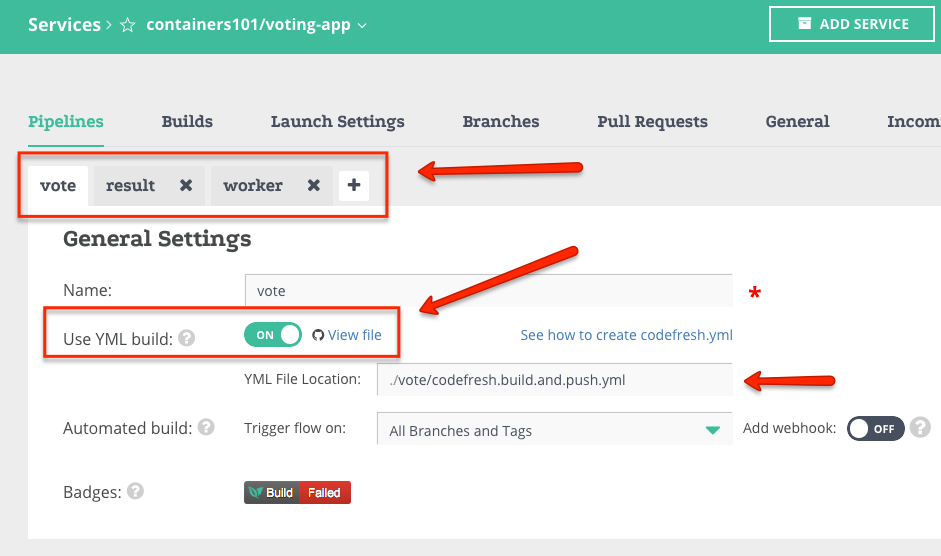 Services › containers101/voting-app
ADD SERVICE
Pipelines Builds Launch Settings Branches Pull Requests General Incom
vote result worker
General Settings
Name: vote *
Use YML build: ? ON View file See how to create codefresh.yml
YML File Location: ./vote/codefresh.build.and.push.yml
Automated build: ? Trigger flow on: All Branches and Tags Add webhook: OFF ?
Badges: ? Build Failed